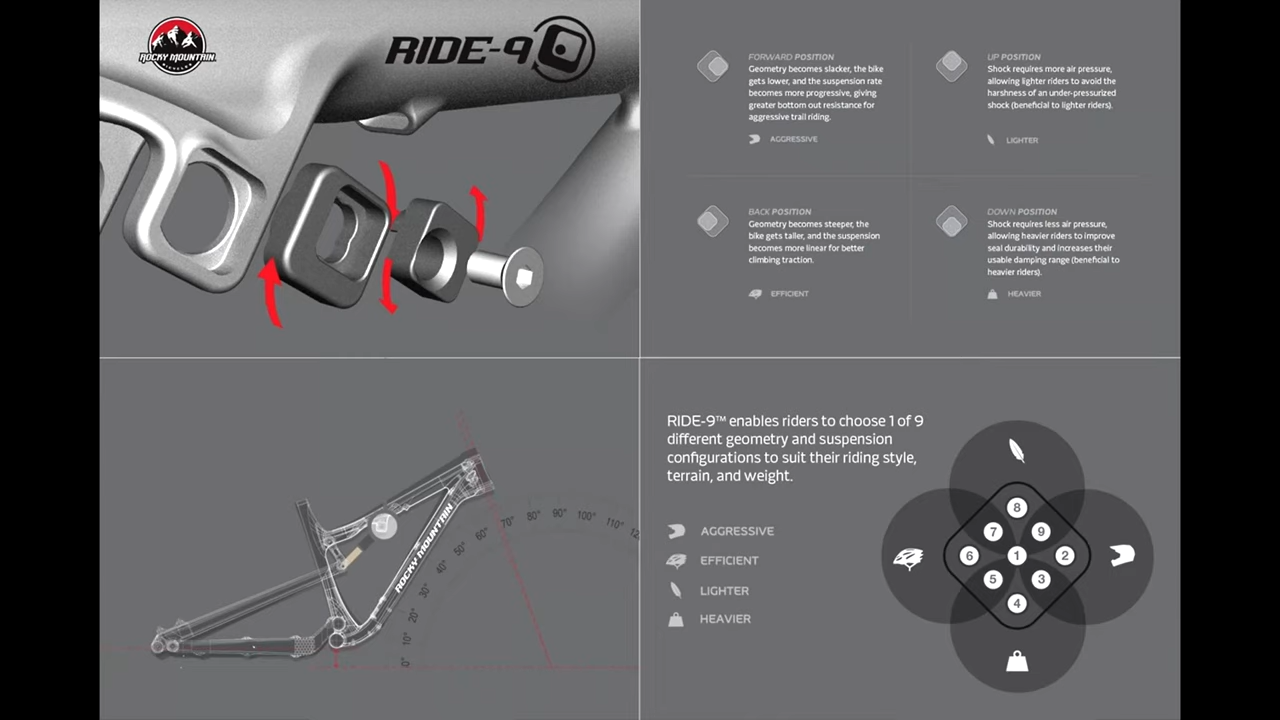 ROCKY MOUNTAIN
BICYCLES
RIDE-9
FORWARD POSITION
Geometry becomes slacker, the bike
gets lower, and the suspension rate
becomes more progressive, giving
greater bottom out resistance for
aggressive trail riding.
AGGRESSIVE
UP POSITION
Shock requires more air pressure,
allowing lighter riders to avoid the
harshness of an under-pressurized
shock (beneficial to lighter riders).
LIGHTER
BACK POSITION
Geometry becomes steeper, the
bike gets taller, and the suspension
becomes more linear for better
climbing traction.
EFFICIENT
DOWN POSITION
Shock requires less air pressure,
allowing heavier riders to improve
seal durability and increases their
usable damping range (beneficial to
heavier riders).
HEAVIER
ROCKY MOUNTAIN
0°
10°
20°
30°
40°
50°
60°
70°
80°
90°
100°
110°
RIDE-9™ enables riders to choose 1 of 9
different geometry and suspension
configurations to suit their riding style,
terrain, and weight.
AGGRESSIVE
EFFICIENT
LIGHTER
HEAVIER
8
7 9
6 1 2
5 3
4